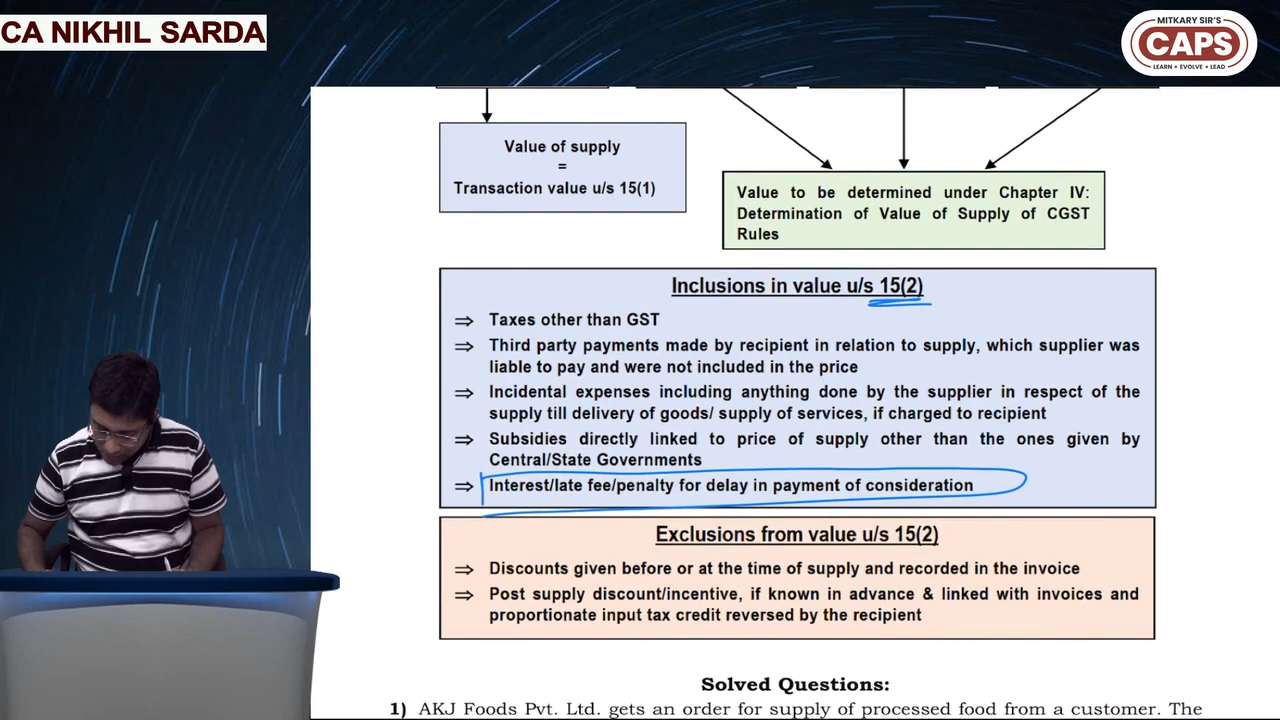 CA NIKHIL SARDA
MITKARY SIR'S
CAPS
LEARN • EVOLVE • LEAD
Value of supply
=
Transaction value u/s 15(1)
Value to be determined under Chapter IV:
Determination of Value of Supply of CGST
Rules
Inclusions in value u/s 15(2)
⇒ Taxes other than GST
⇒ Third party payments made by recipient in relation to supply, which supplier was
liable to pay and were not included in the price
⇒ Incidental expenses including anything done by the supplier in respect of the
supply till delivery of goods/ supply of services, if charged to recipient
⇒ Subsidies directly linked to price of supply other than the ones given by
Central/State Governments
⇒ Interest/late fee/penalty for delay in payment of consideration
Exclusions from value u/s 15(2)
⇒ Discounts given before or at the time of supply and recorded in the invoice
⇒ Post supply discount/incentive, if known in advance & linked with invoices and
proportionate input tax credit reversed by the recipient
Solved Questions:
1) AKJ Foods Pvt. Ltd. gets an order for supply of processed food from a customer. The